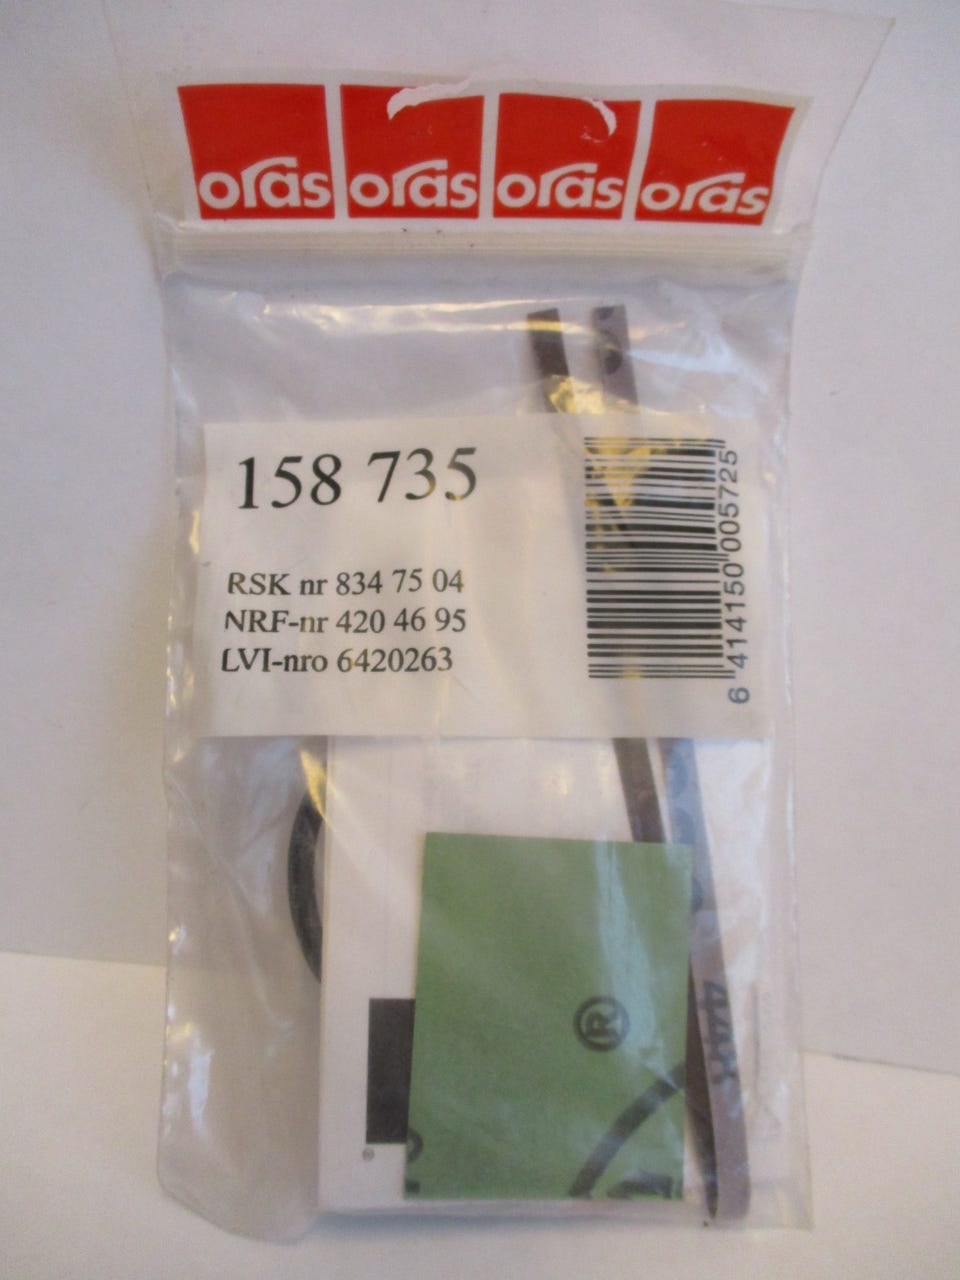 oras oras oras oras
158 735
RSK nr 834 75 04
NRF-nr 420 46 95
LVI-nro 6420263
6 414150 005725
®
®